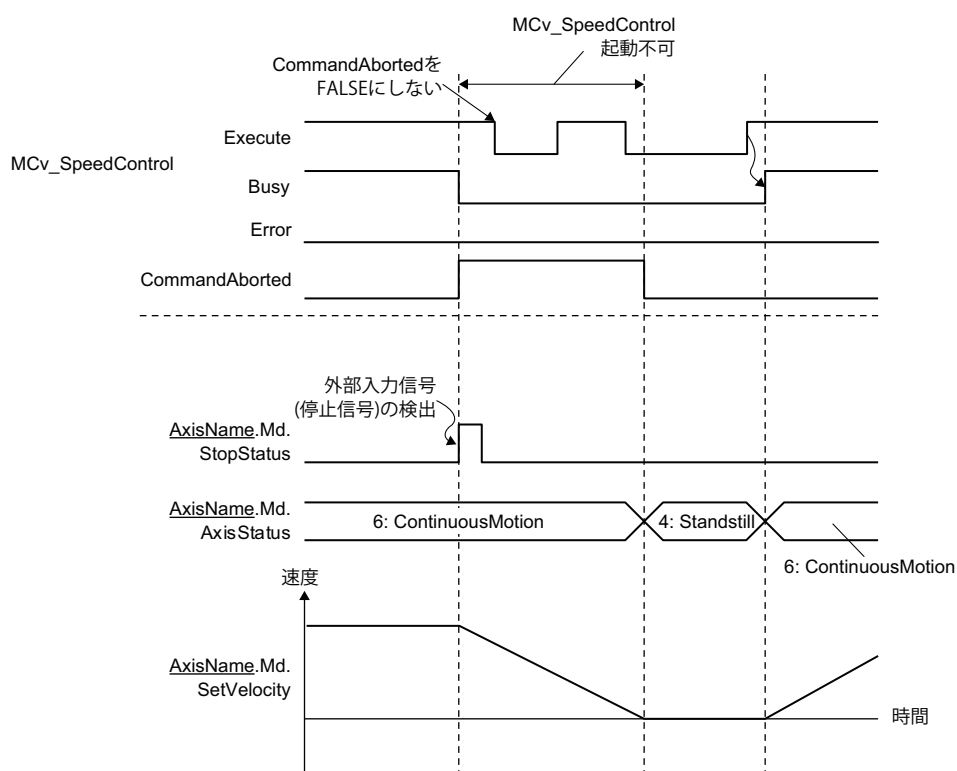 MCv_SpeedControl
起動不可
CommandAbortedを
FALSEにしない
MCv_SpeedControl
Execute
Busy
Error
CommandAborted
外部入力信号
(停止信号)の検出
AxisName.Md.
StopStatus
AxisName.Md.
AxisStatus
6: ContinuousMotion
4: Standstill
6: ContinuousMotion
速度
AxisName.Md.
SetVelocity
時間